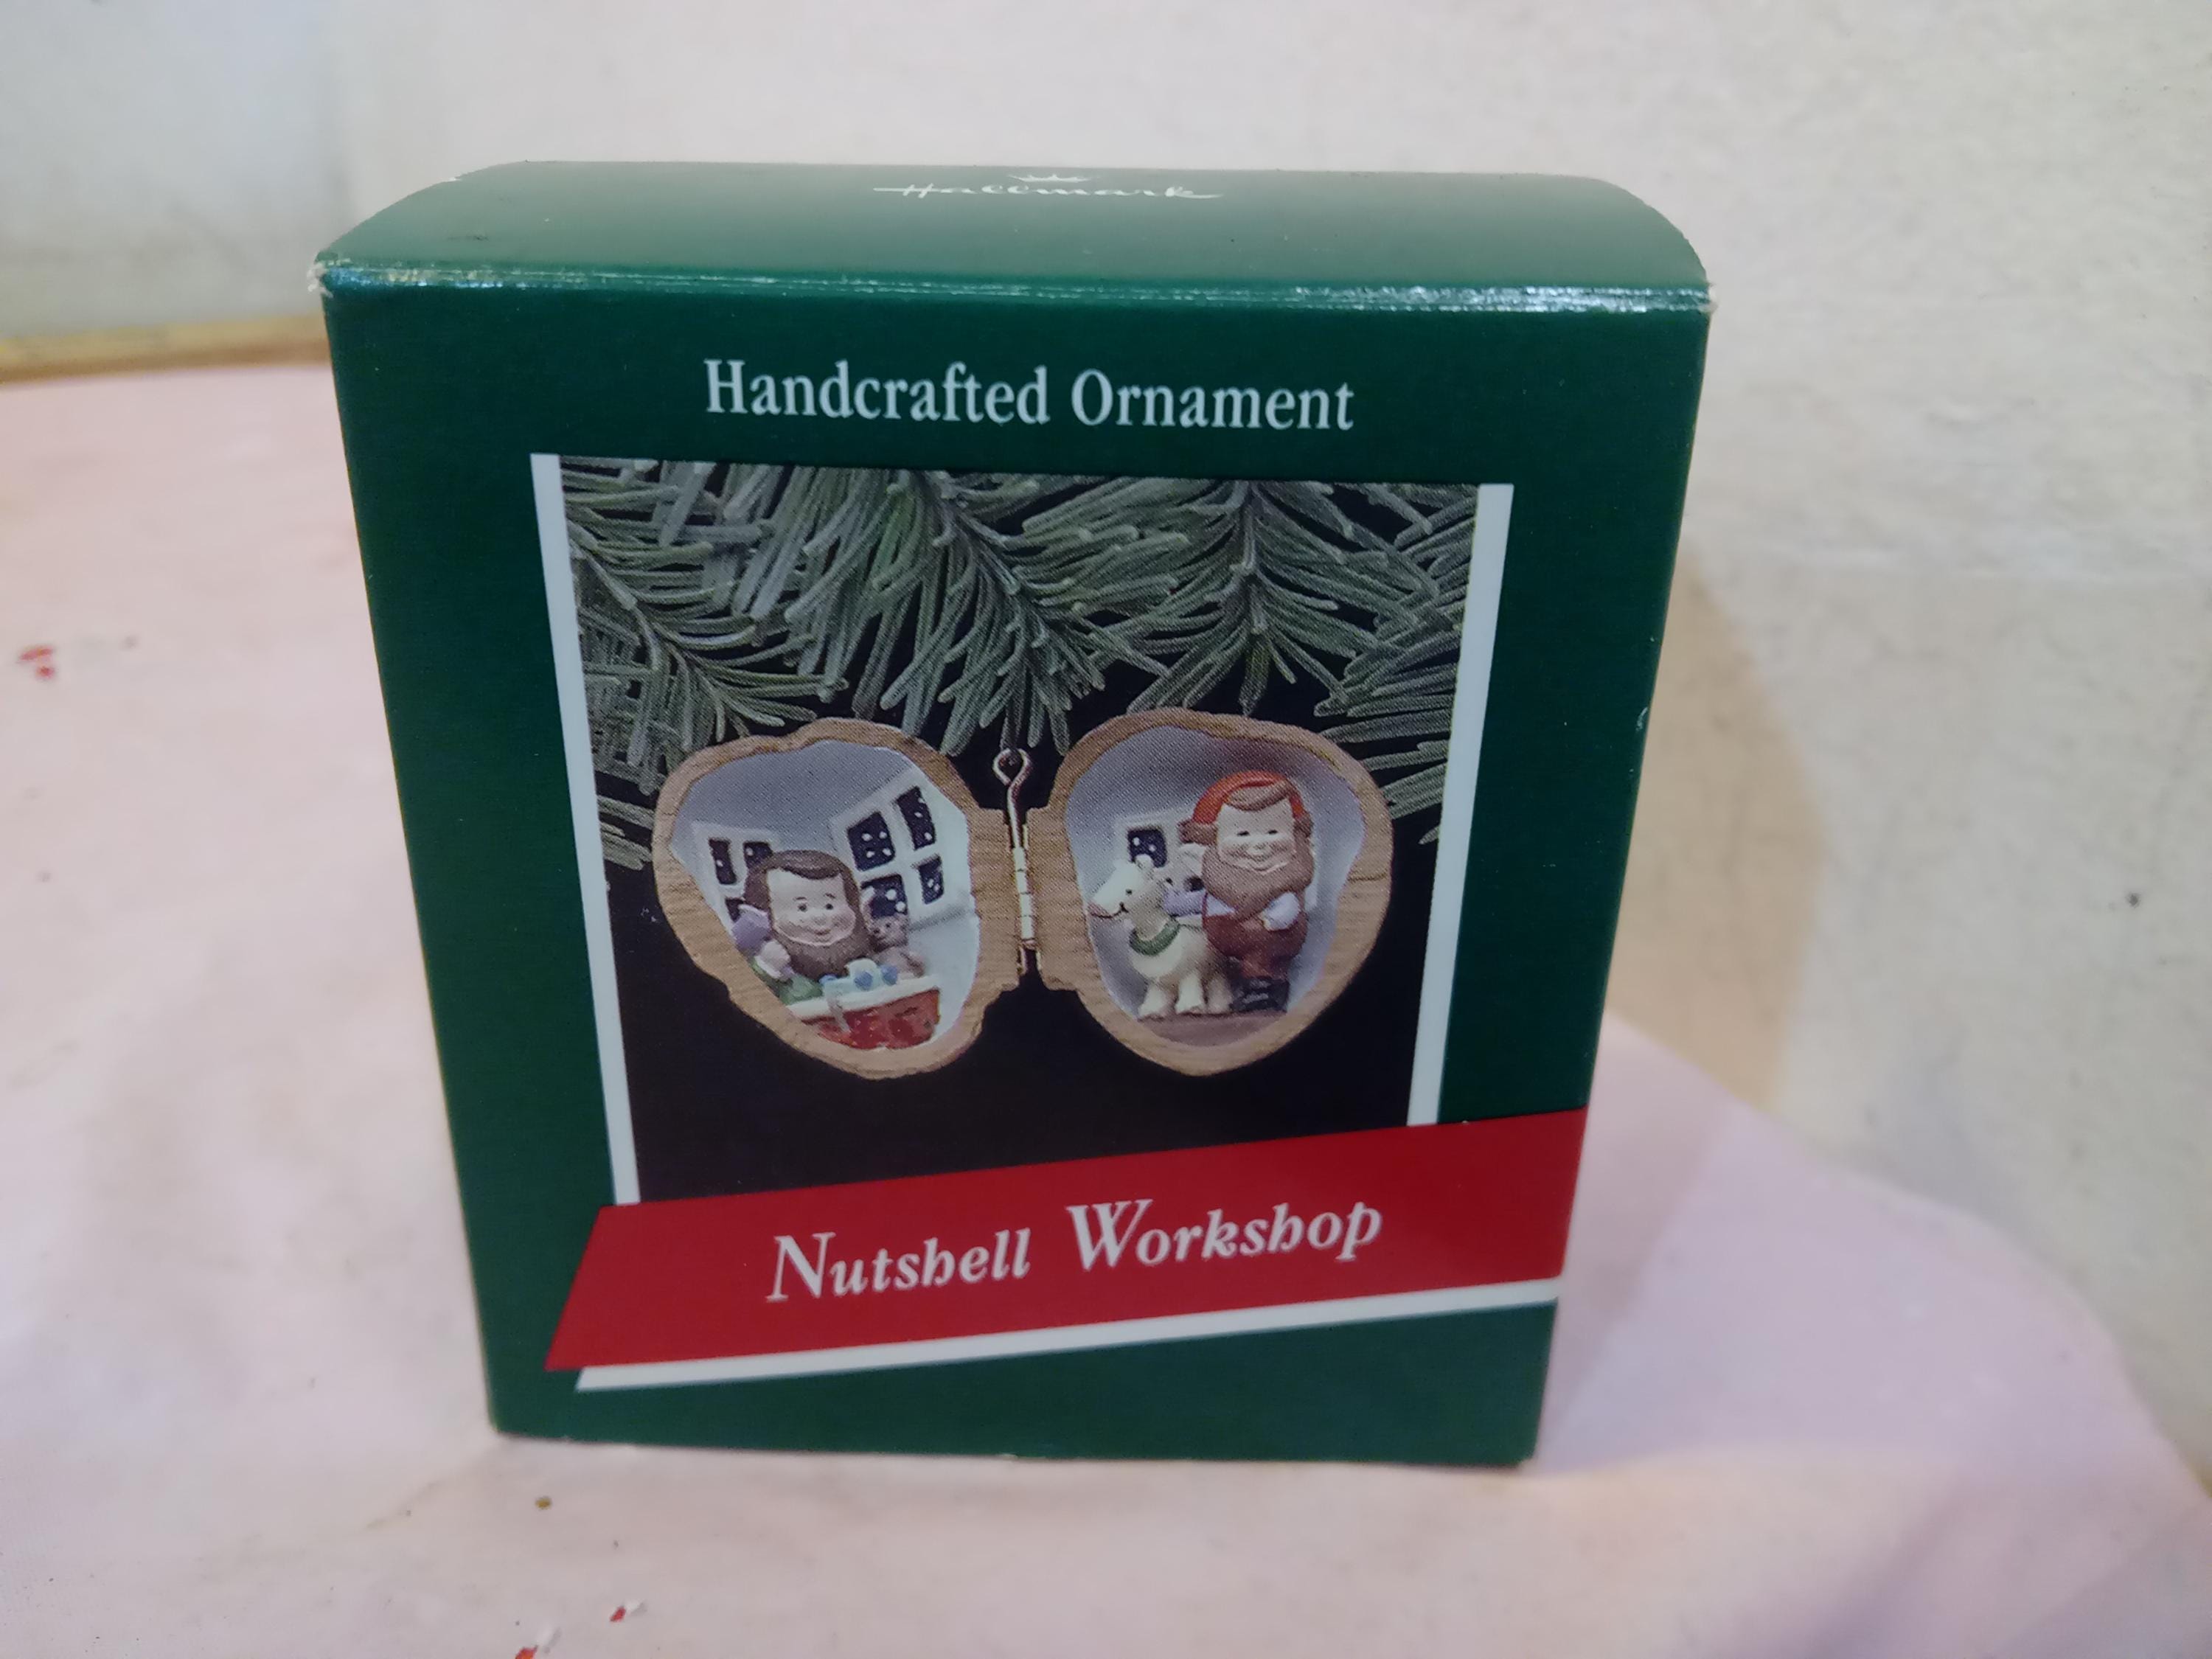 Hallmark
Handcrafted Ornament
Nutshell Workshop